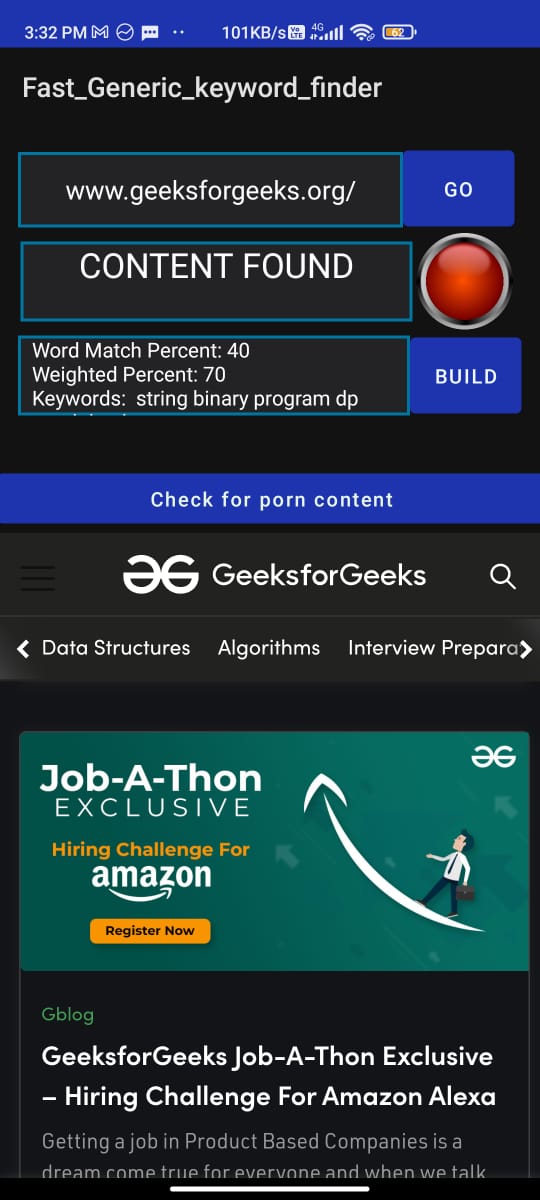 3:32 PM 101KB/s Vo LTE 4G 62
Fast_Generic_keyword_finder
www.geeksforgeeks.org/
GO
CONTENT FOUND
Word Match Percent: 40
Weighted Percent: 70
Keywords: string binary program dp
BUILD
Check for porn content
GeeksforGeeks
Data Structures Algorithms Interview Prepara
Job-A-Thon
EXCLUSIVE
Hiring Challenge For
amazon
Register Now
Gblog
GeeksforGeeks Job-A-Thon Exclusive
– Hiring Challenge For Amazon Alexa
Getting a job in Product Based Companies is a
dream come true for everyone and when we talk